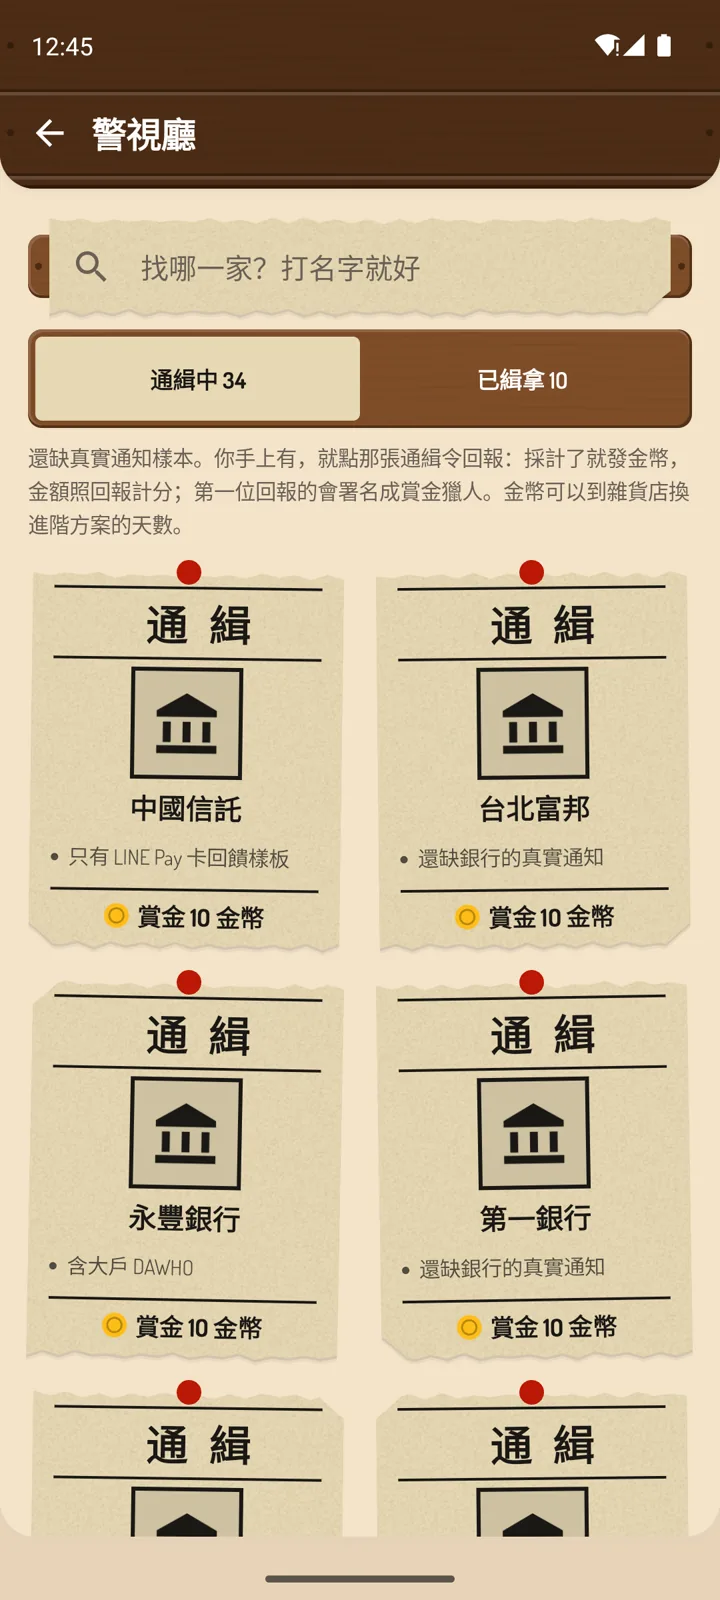 12:45
警視廳
找哪一家？打名字就好
通緝中 34
已緝拿 10
還缺真實通知樣本。你手上有，就點那張通緝令回報：採計了就發金幣，
金額照回報計分；第一位回報的會署名成賞金獵人。金幣可以到雜貨店換
進階方案的天數。
通緝
中國信託
• 只有 LINE Pay 卡回饋樣板
賞金 10 金幣
通緝
台北富邦
• 還缺銀行的真實通知
賞金 10 金幣
通緝
永豐銀行
• 含大戶 DAWHO
賞金 10 金幣
通緝
第一銀行
• 還缺銀行的真實通知
賞金 10 金幣
通緝
通緝